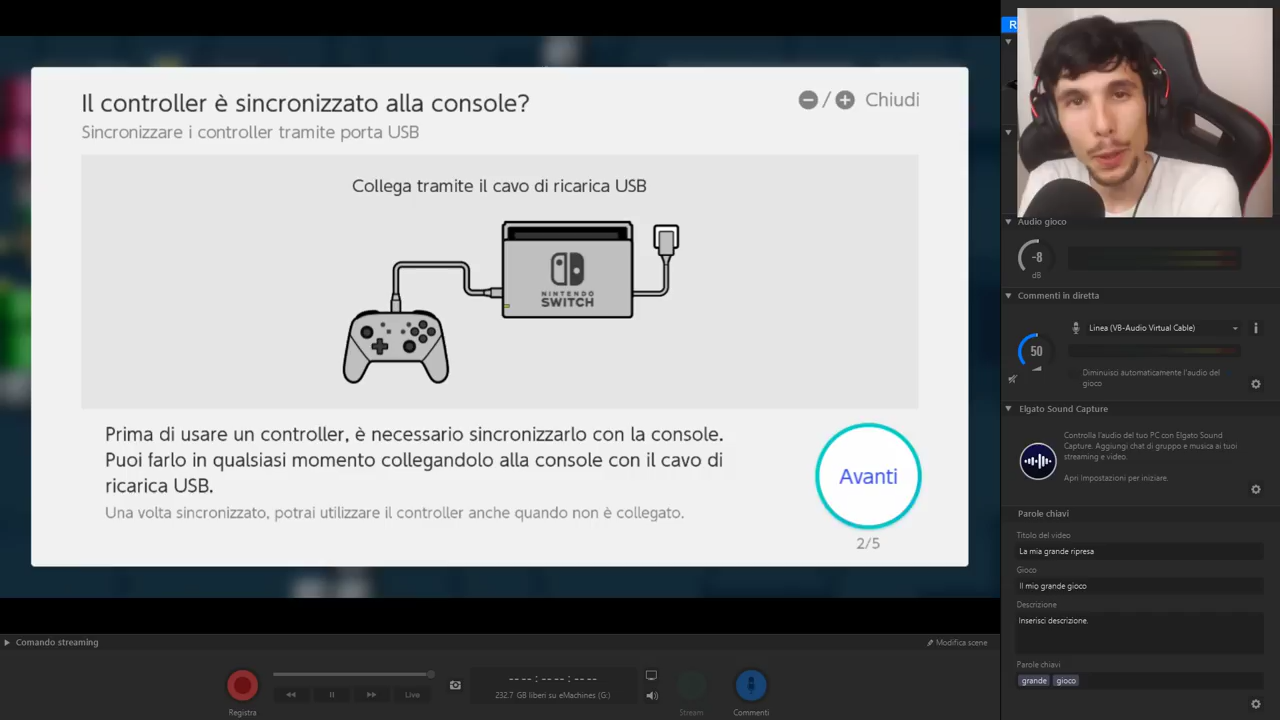 Il controller è sincronizzato alla console?
⊖/⊕ Chiudi
Sincronizzare i controller tramite porta USB
Collega tramite il cavo di ricarica USB
NINTENDO
SWITCH
Prima di usare un controller, è necessario sincronizzarlo con la console.
Puoi farlo in qualsiasi momento collegandolo alla console con il cavo di
ricarica USB.
Una volta sincronizzato, potrai utilizzare il controller anche quando non è collegato.
Avanti
2/5
Audio gioco
-8
dB
Commenti in diretta
Linea (VB-Audio Virtual Cable)
50
Diminuisci automaticamente l'audio del
gioco
Elgato Sound Capture
Controlla l'audio del tuo PC con Elgato Sound
Capture. Aggiungi chat di gruppo e musica ai tuoi
streaming e video.
Apri Impostazioni per iniziare.
Parole chiavi
Titolo del video
La mia grande ripresa
Gioco
Il mio grande gioco
Descrizione
Inserisci descrizione.
Parole chiavi
grande gioco
Comando streaming
Modifica scene
Live
-- -- : -- -- : -- --
232.7 GB liberi su eMachines (G:)
Registra
Stream
Commenti